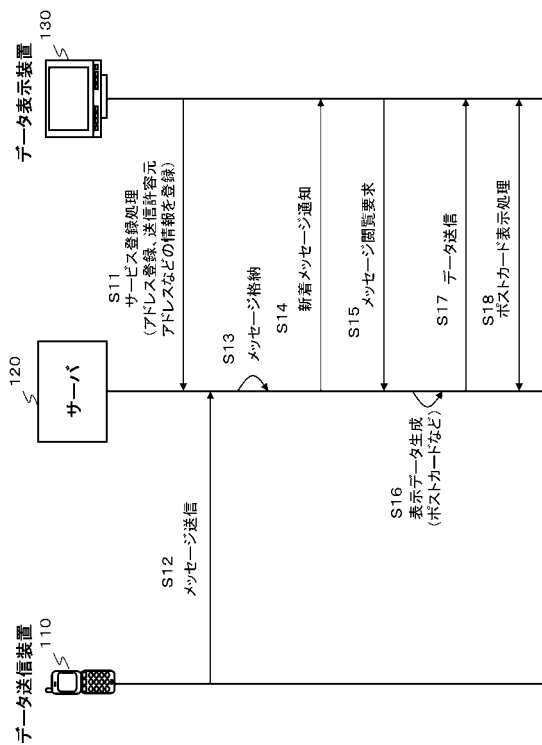 データ送信装置
110
120
サーバ
データ表示装置
130
S11
サービス登録処理
(アドレス登録、送信許容元
アドレスなどの情報を登録)
S12
メッセージ送信
S13
メッセージ格納
S14
新着メッセージ通知
S15
メッセージ閲覧要求
S16
表示データ生成
(ポストカードなど)
S17
データ送信
S18
ポストカード表示処理